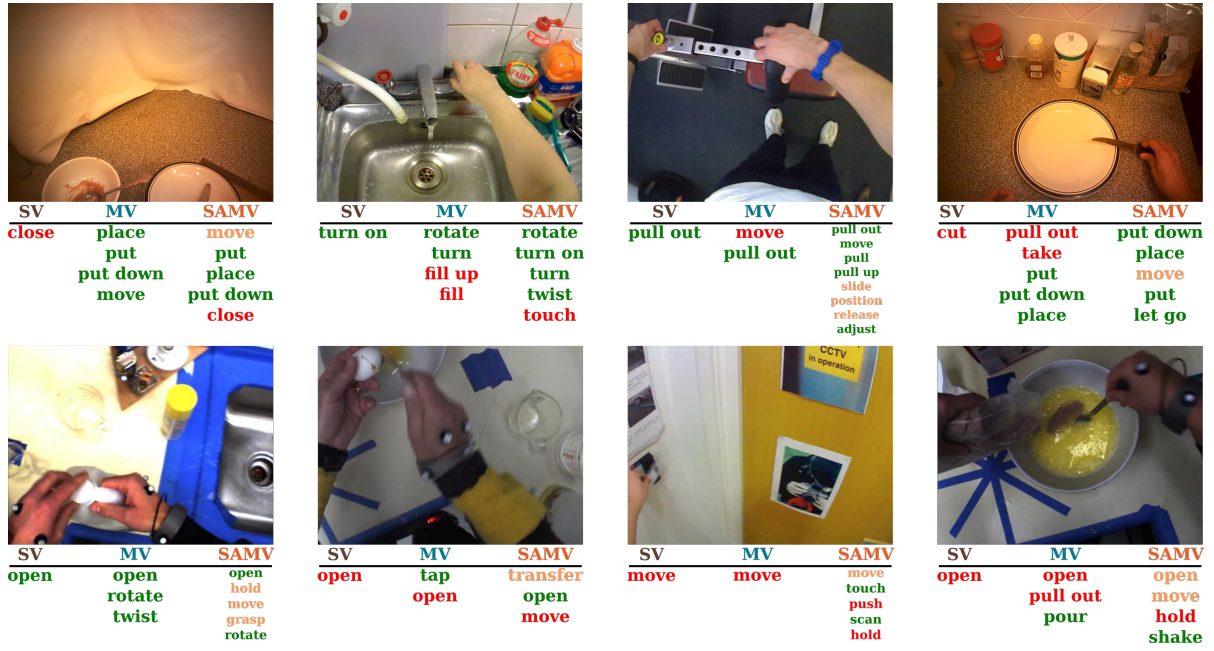 FAIRY
CCTV
in operation
SV MV SAMV
close place move
put put
put down place
move put down
close
SV MV SAMV
turn on rotate rotate
turn turn on
fill up turn
fill twist
touch
SV MV SAMV
pull out move pull out
pull out move
pull
pull up
slide
position
release
adjust
SV MV SAMV
cut pull out put down
take place
put move
put down put
place let go
SV MV SAMV
open open open
rotate hold
twist move
grasp
rotate
SV MV SAMV
open tap transfer
open open
move
SV MV SAMV
move move move
touch
push
scan
hold
SV MV SAMV
open open open
pull out move
pour hold
shake